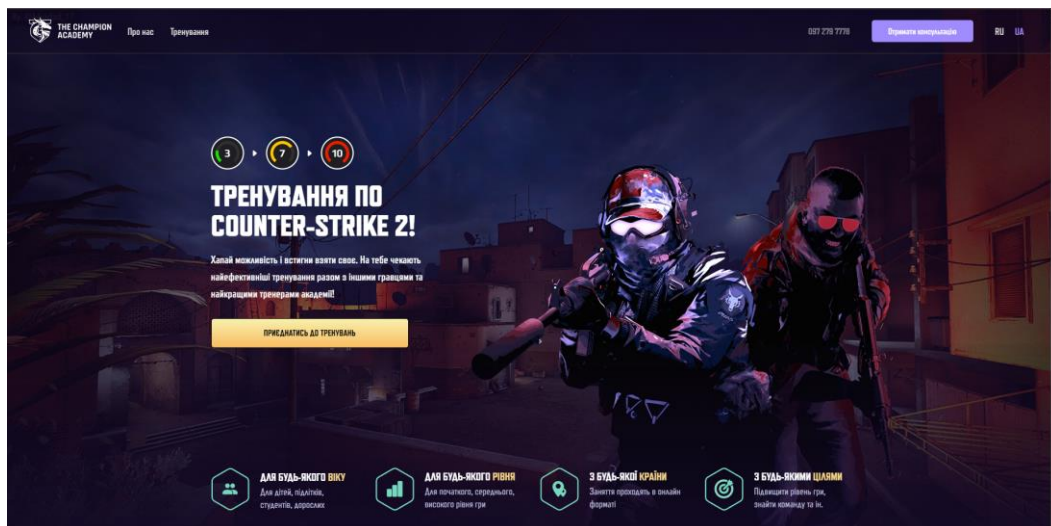 THE CHAMPION
ACADEMY
Про нас
Тренування
097 279 7778
Отримати консультацію
RU
UA
3
7
10
ТРЕНУВАННЯ ПО
COUNTER-STRIKE 2!
Хапай можливість і встигни взяти своє. На тебе чекають
найефективніші тренування разом з іншими гравцями та
найкращими тренерами академії!
ПРИЄДНАТИСЬ ДО ТРЕНУВАНЬ
ДЛЯ БУДЬ-ЯКОГО ВІКУ
Для дітей, підлітків,
студентів, дорослих
ДЛЯ БУДЬ-ЯКОГО РІВНЯ
Для початкого, середнього,
високого рівня гри
З БУДЬ-ЯКОЇ КРАЇНИ
Заняття проходять в онлайн
форматі
З БУДЬ-ЯКИМИ ЦІЛЯМИ
Підвищити рівень гри,
знайти команду та ін.